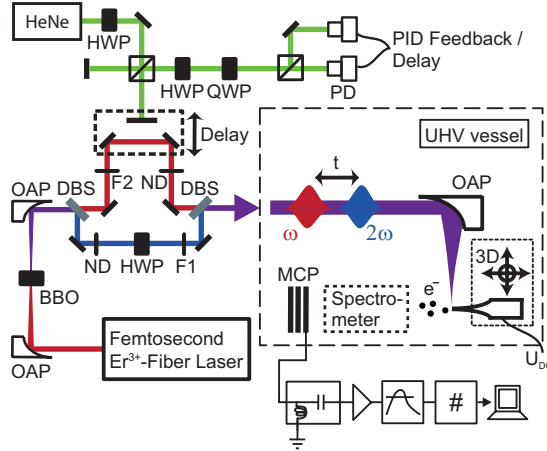 HeNe
HWP
PID Feedback /
Delay
HWP
QWP
PD
Delay
UHV vessel
F2
ND
OAP
DBS
DBS
t
OAP
ω
2ω
ND
HWP
F1
MCP
3D
BBO
Spectro-
meter
e⁻
Femtosecond
Er³⁺-Fiber Laser
OAP
#